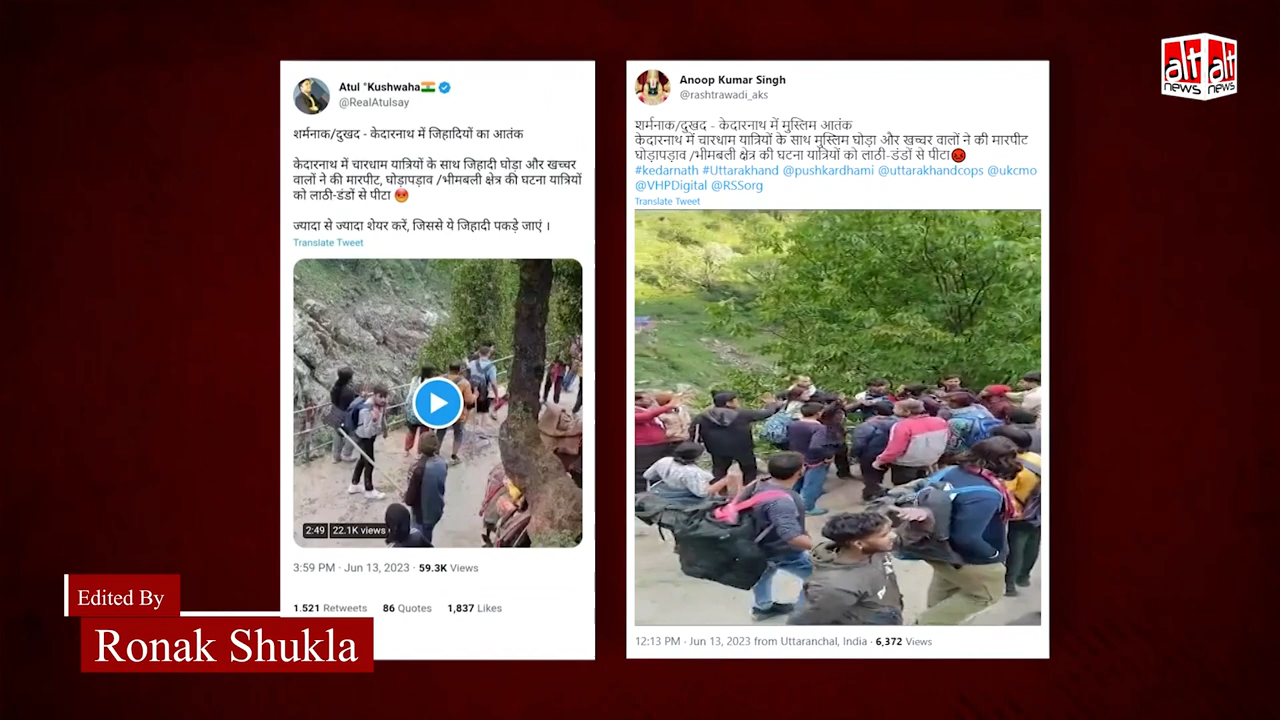 Atul °Kushwaha🇮🇳
@RealAtulsay
शर्मनाक/दुखद - केदारनाथ में जिहादियों का आतंक
केदारनाथ में चारधाम यात्रियों के साथ जिहादी घोड़ा और खच्चर
वालों ने की मारपीट, घोड़ापड़ाव /भीमबली क्षेत्र की घटना यात्रियों
को लाठी-डंडों से पीटा 😡
ज्यादा से ज्यादा शेयर करें, जिससे ये जिहादी पकड़े जाएं ।
Translate Tweet
2:49 22.1K views
3:59 PM · Jun 13, 2023 · 59.3K Views
1,521 Retweets 86 Quotes 1,837 Likes
Anoop Kumar Singh
@rashtrawadi_aks
शर्मनाक/दुखद - केदारनाथ में मुस्लिम आतंक
केदारनाथ में चारधाम यात्रियों के साथ मुस्लिम घोड़ा और खच्चर वालों ने की मारपीट
घोड़ापड़ाव /भीमबली क्षेत्र की घटना यात्रियों को लाठी-डंडों से पीटा😡
#kedarnath #Uttarakhand @pushkardhami @uttarakhandcops @ukcmo
@VHPDigital @RSSorg
Translate Tweet
12:13 PM · Jun 13, 2023 from Uttaranchal, India · 6,372 Views
alt alt
news news
Edited By
Ronak Shukla